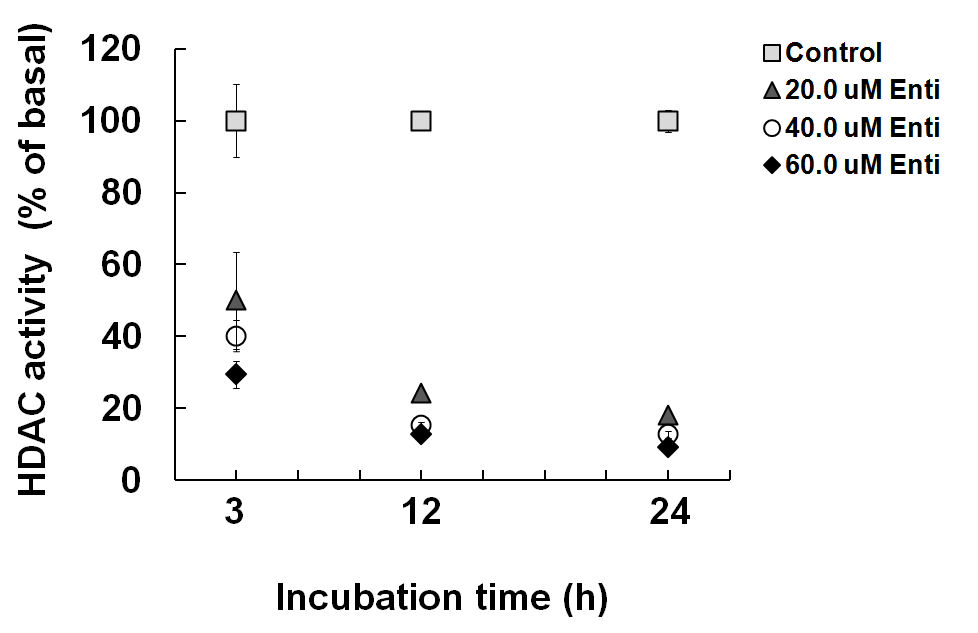 HDAC activity (% of basal)
120
100
80
60
40
20
0
3 12 24
Incubation time (h)
Control
20.0 uM Enti
40.0 uM Enti
60.0 uM Enti